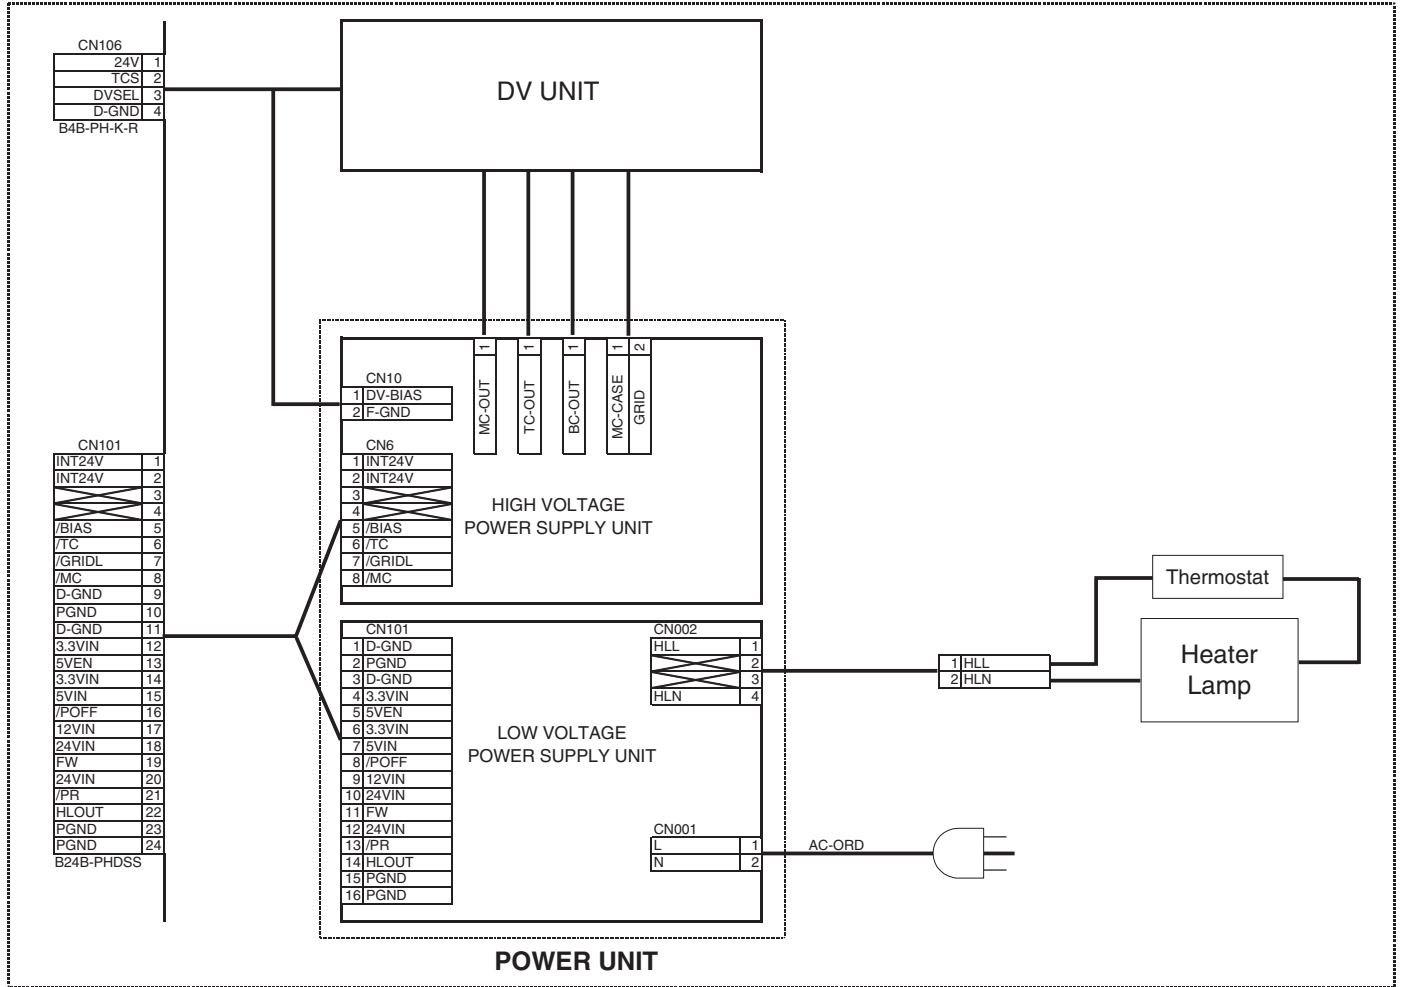 CN106
24V 1
TCS 2
DVSEL 3
D-GND 4
B4B-PH-K-R
DV UNIT
CN10
1 DV-BIAS
2 F-GND
1 MC-OUT
1 TC-OUT
1 BC-OUT
1 MC-CASE
2 GRID
CN101
INT24V 1
INT24V 2
3
4
/BIAS 5
/TC 6
/GRIDL 7
/MC 8
D-GND 9
PGND 10
D-GND 11
3.3VIN 12
5VEN 13
3.3VIN 14
5VIN 15
/POFF 16
12VIN 17
24VIN 18
FW 19
24VIN 20
/PR 21
HLOUT 22
PGND 23
PGND 24
B24B-PHDSS
CN6
1 INT24V
2 INT24V
3
4
5 /BIAS
6 /TC
7 /GRIDL
8 /MC
HIGH VOLTAGE
POWER SUPPLY UNIT
CN101
1 D-GND
2 PGND
3 D-GND
4 3.3VIN
5 5VEN
6 3.3VIN
7 5VIN
8 /POFF
9 12VIN
10 24VIN
11 FW
12 24VIN
13 /PR
14 HLOUT
15 PGND
16 PGND
LOW VOLTAGE
POWER SUPPLY UNIT
CN002
HLL 1
2
3
HLN 4
CN001
L 1
N 2
AC-ORD
1 HLL
2 HLN
Thermostat
Heater
Lamp
POWER UNIT